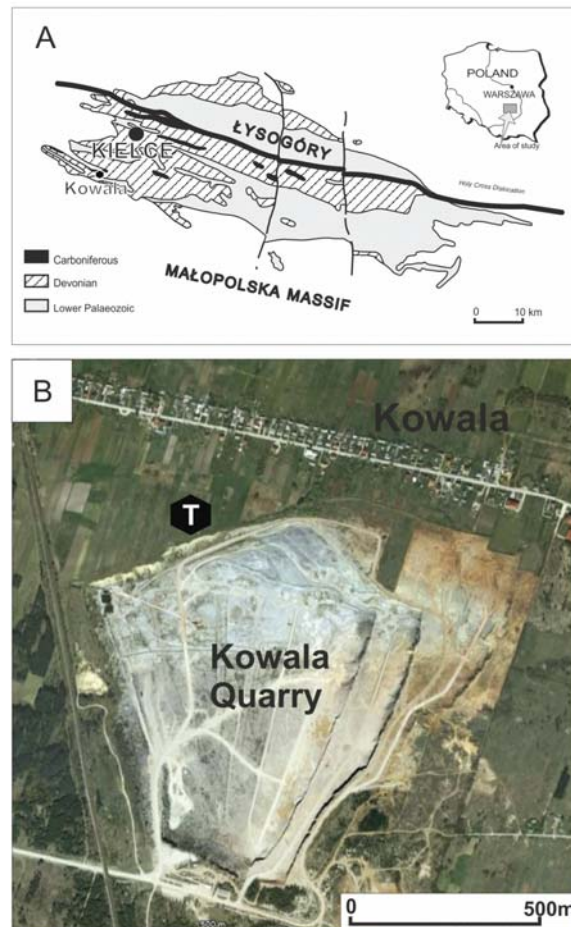 A
POLAND
WARSZAWA
Area of study
ŁYSOGÓRY
KIELCE
Kowala
Holy Cross Dislocation
MAŁOPOLSKA MASSIF
Carboniferous
Devonian
Lower Palaeozoic
0 10 km
B
Kowala
T
Kowala
Quarry
0 500m